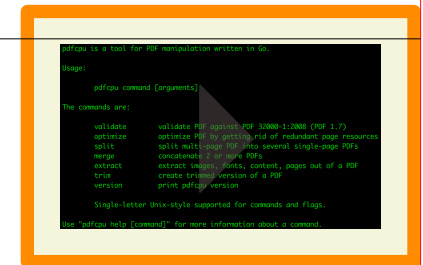 pdfcpu is a tool for PDF manipulation written in Go.
Usage:
pdfcpu command [arguments]
The commands are:
validate validate PDF against PDF 32000-1:2008 (PDF 1.7)
optimize optimize PDF by getting rid of redundant page resources
split split multi-page PDF into several single-page PDFs
merge concatenate 2 or more PDFs
extract extract images, fonts, content, pages out of a PDF
trim create trimmed version of a PDF
version print pdfcpu version
Single-letter Unix-style supported for commands and flags.
Use "pdfcpu help [command]" for more information about a command.